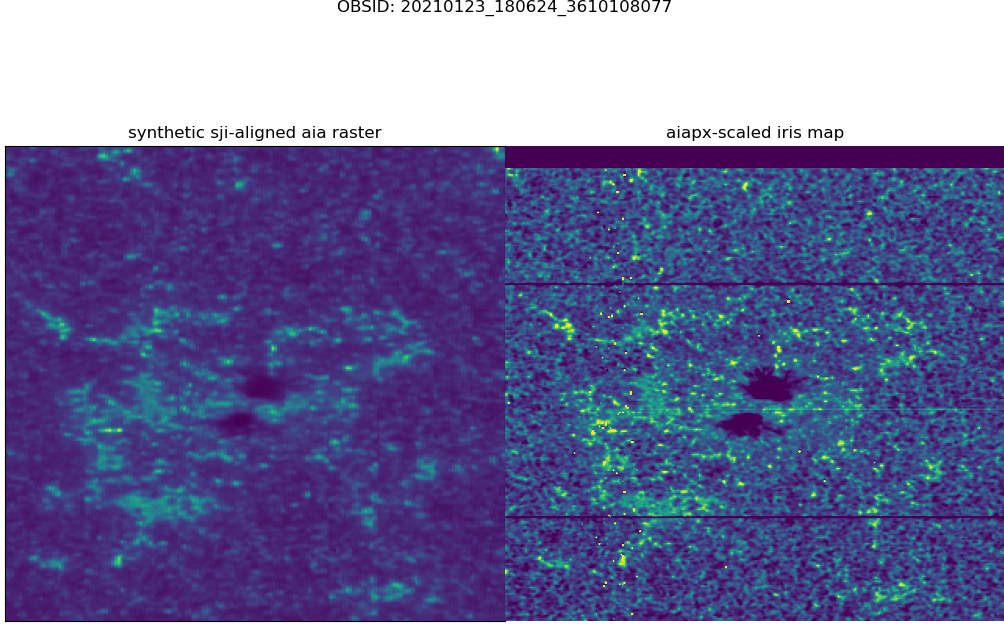 OBSID: 20210123_180624_3610108077
synthetic sji-aligned aia raster
aiapx-scaled iris map